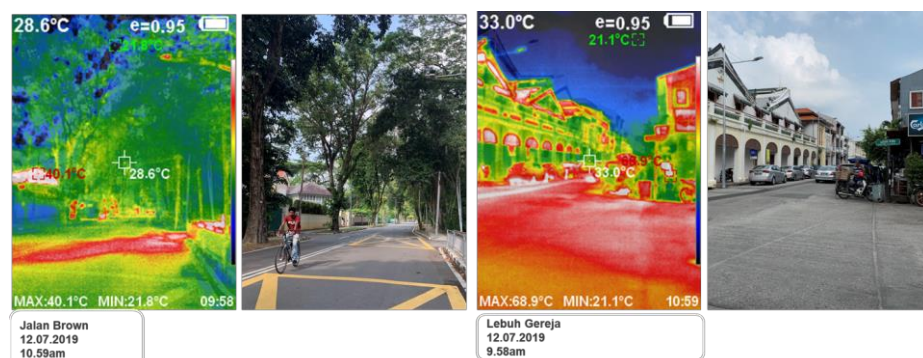 28.6°C e=0.95
21.8°C
40.1°C
28.6°C
MAX:40.1°C MIN:21.8°C 09:58
Jalan Brown
12.07.2019
10.59am
33.0°C e=0.95
21.1°C
68.9°C
33.0°C
MAX:68.9°C MIN:21.1°C 10:59
Lebuh Gereja
12.07.2019
9.58am